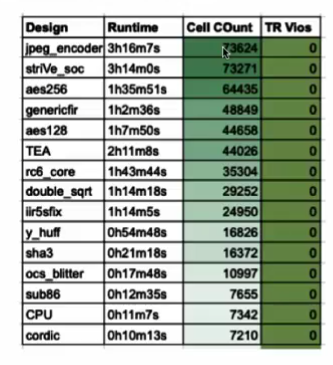 Design Runtime Cell COunt TR Vios
jpeg_encoder 3h16m7s 73624 0
striVe_soc 3h14m0s 73271 0
aes256 1h35m51s 64435 0
genericfir 1h2m36s 48849 0
aes128 1h7m50s 44658 0
TEA 2h11m8s 44026 0
rc6_core 1h43m44s 35304 0
double_sqrt 1h14m18s 29252 0
iir5sfix 1h14m5s 24950 0
y_huff 0h54m48s 16826 0
sha3 0h21m18s 16372 0
ocs_blitter 0h17m48s 10997 0
sub86 0h12m35s 7655 0
CPU 0h11m7s 7342 0
cordic 0h10m13s 7210 0